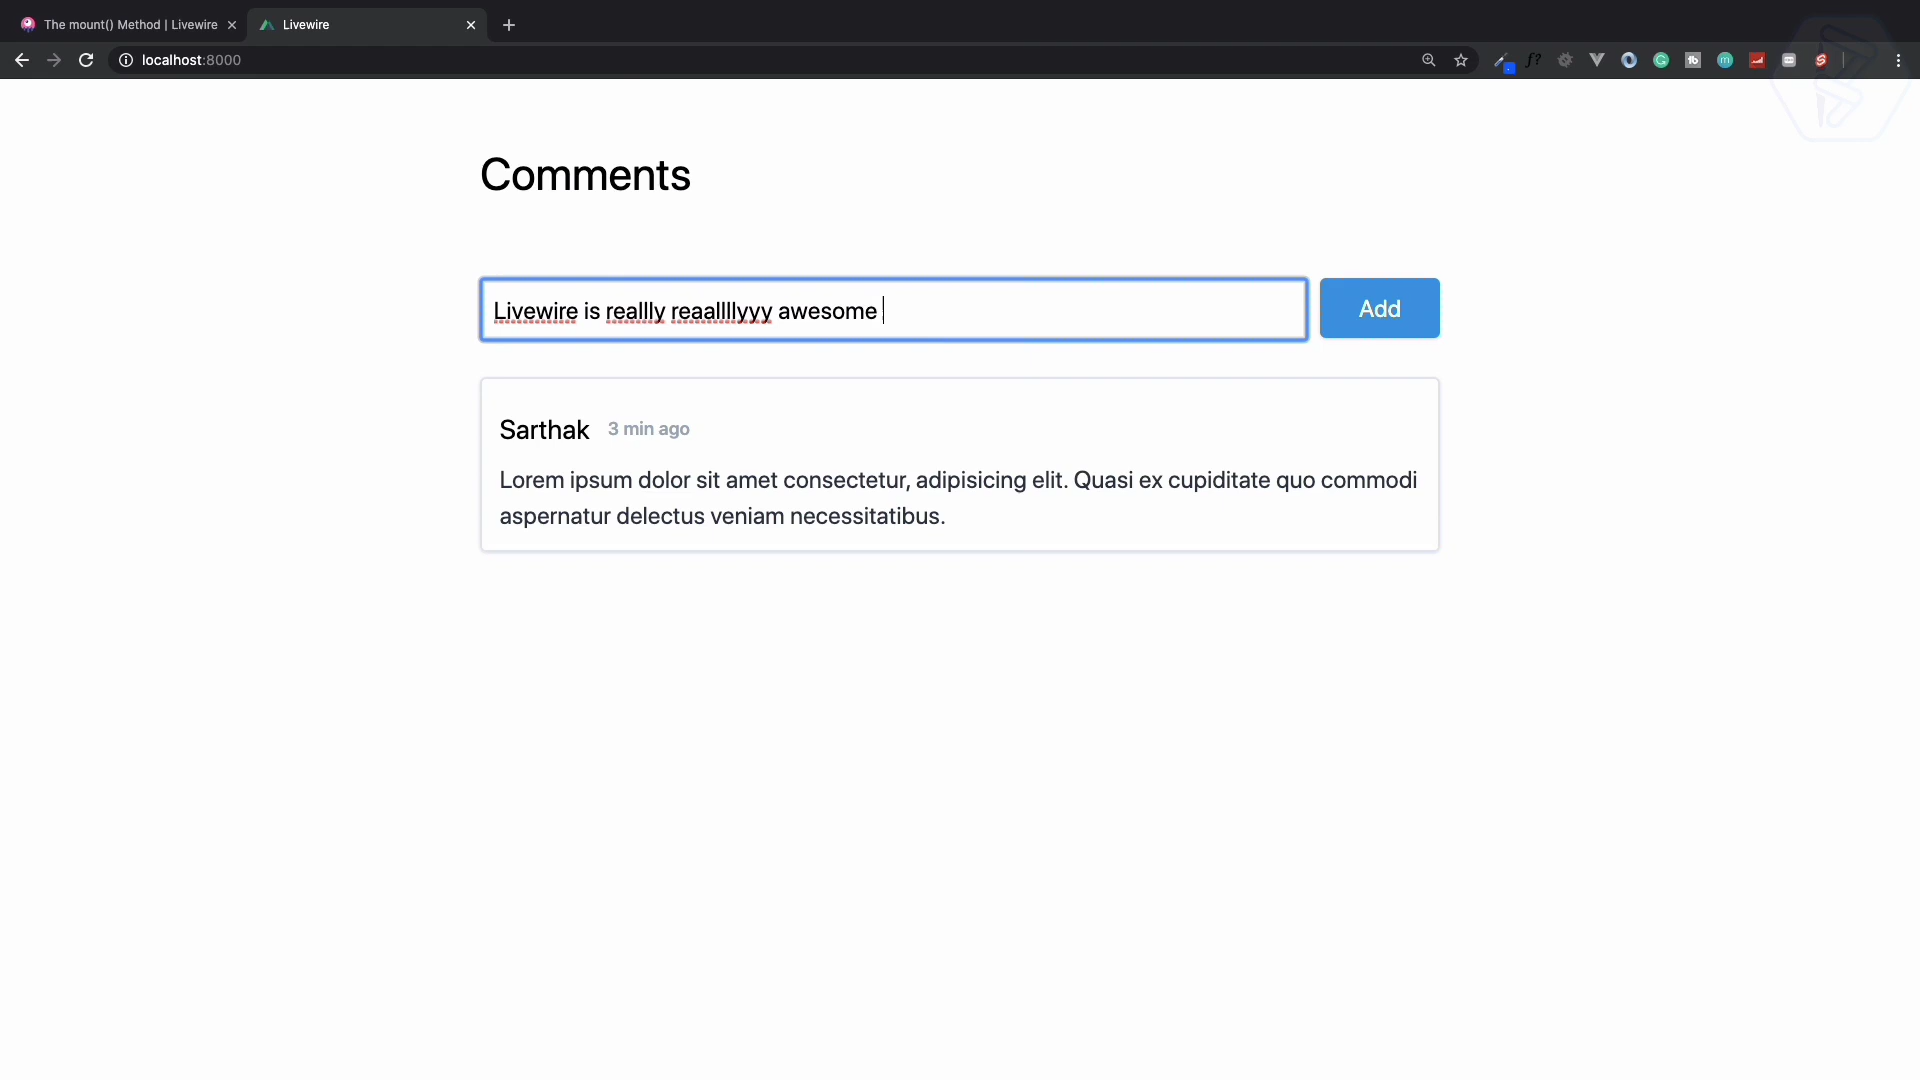 The mount() Method | Livewire
Livewire
localhost:8000
Comments
Livewire is reallly reaallllyyy awesome
Add
Sarthak 3 min ago
Lorem ipsum dolor sit amet consectetur, adipisicing elit. Quasi ex cupiditate quo commodi
aspernatur delectus veniam necessitatibus.